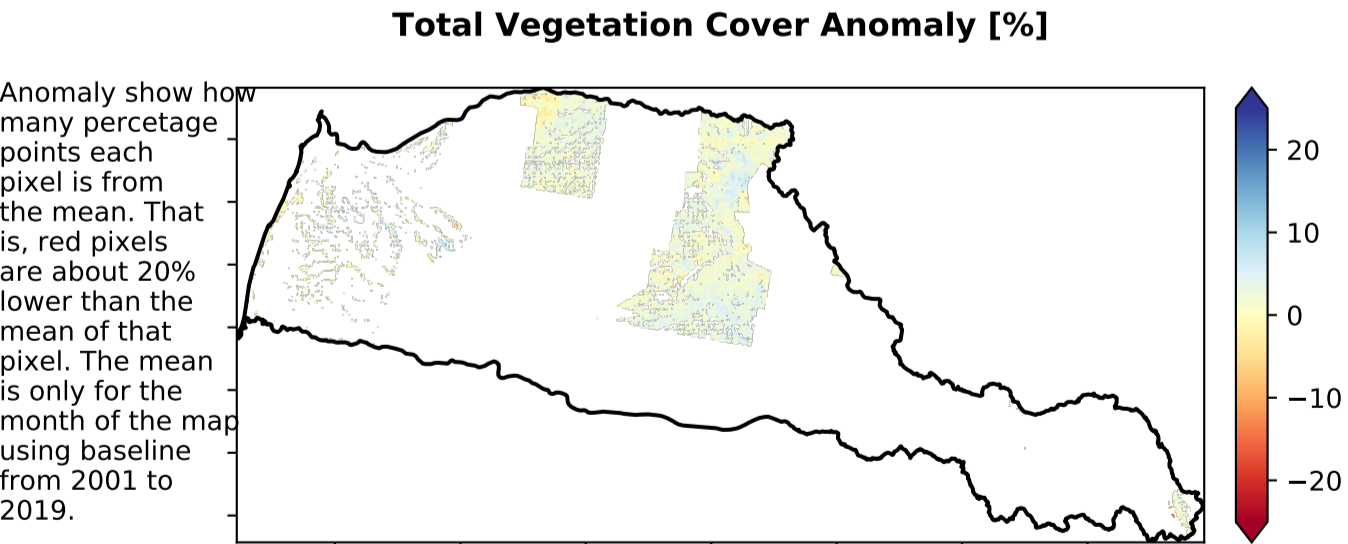 Total Vegetation Cover Anomaly [%]
Anomaly show how
many percetage
points each
pixel is from
the mean. That
is, red pixels
are about 20%
lower than the
mean of that
pixel. The mean
is only for the
month of the map
using baseline
from 2001 to
2019.
20
10
0
−10
−20